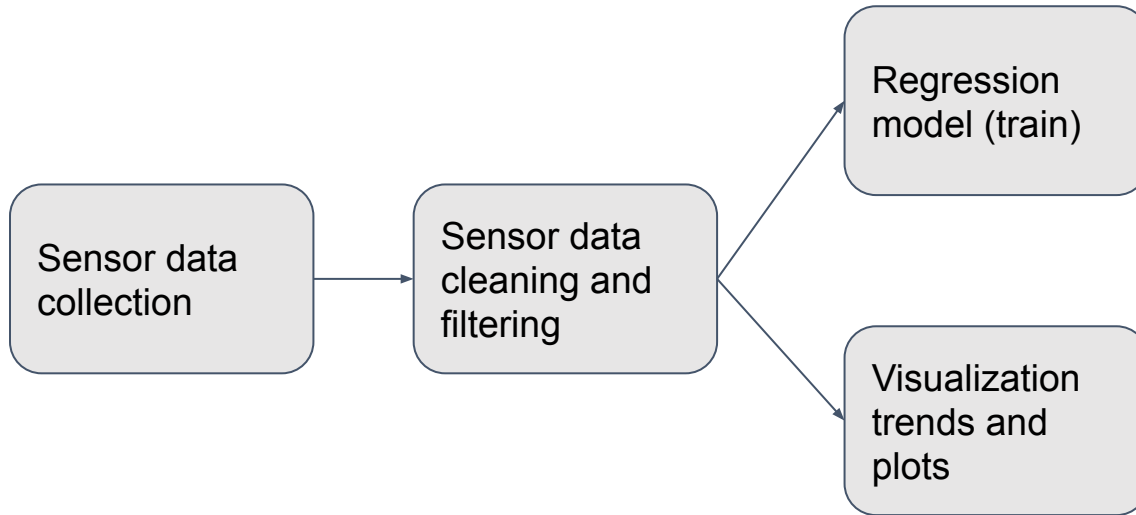 Sensor data
collection
Sensor data
cleaning and
filtering
Regression
model (train)
Visualization
trends and
plots